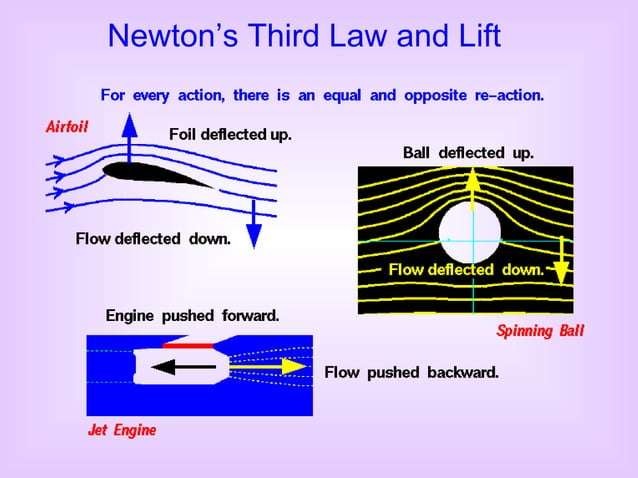 Newton's Third Law and Lift
For every action, there is an equal and opposite re-action.
Airfoil
Foil deflected up.
Flow deflected down.
Ball deflected up.
Flow deflected down.
Spinning Ball
Engine pushed forward.
Flow pushed backward.
Jet Engine